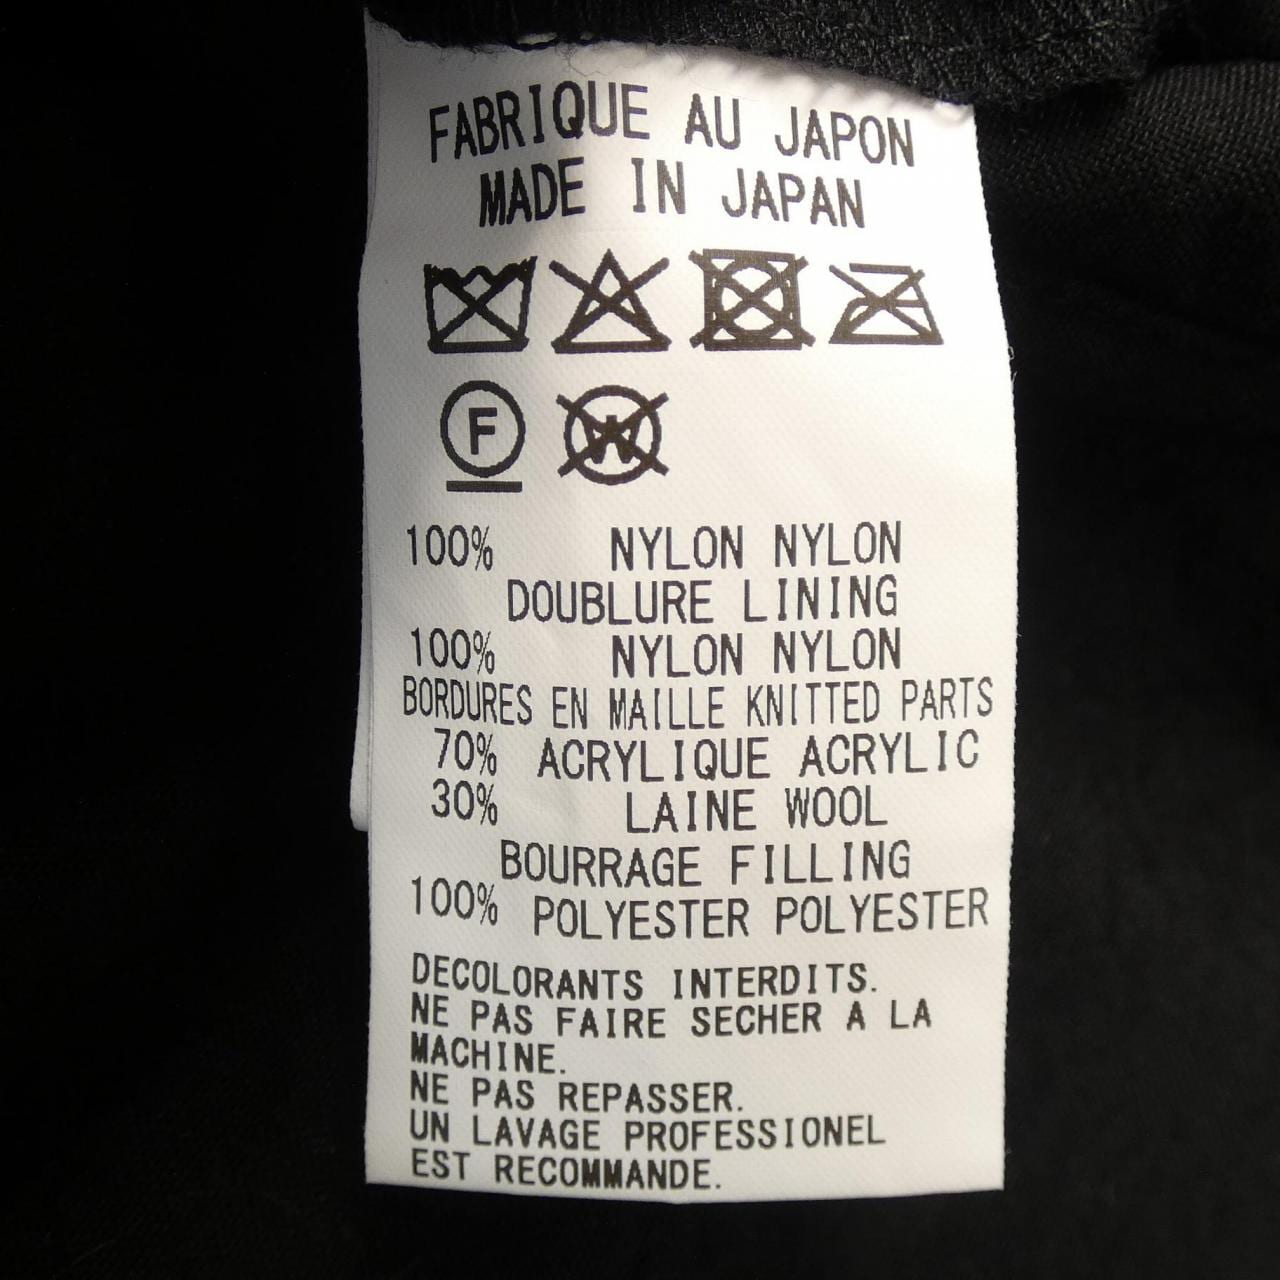 FABRIQUE AU JAPON
MADE IN JAPAN
F W
100% NYLON NYLON
DOUBLURE LINING
100% NYLON NYLON
BORDURES EN MAILLE KNITTED PARTS
70% ACRYLIQUE ACRYLIC
30% LAINE WOOL
BOURRAGE FILLING
100% POLYESTER POLYESTER
DECOLORANTS INTERDITS.
NE PAS FAIRE SECHER A LA
MACHINE.
NE PAS REPASSER.
UN LAVAGE PROFESSIONEL
EST RECOMMANDE.